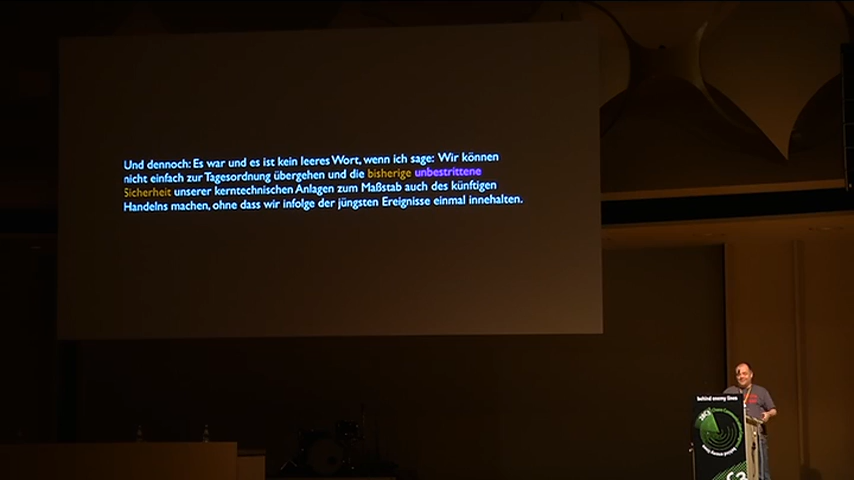 Und dennoch: Es war und es ist kein leeres Wort, wenn ich sage: Wir können
nicht einfach zur Tagesordnung übergehen und die bisherige unbestrittene
Sicherheit unserer kerntechnischen Anlagen zum Maßstab auch des künftigen
Handelns machen, ohne dass wir infolge der jüngsten Ereignisse einmal innehalten.
behind enemy lines